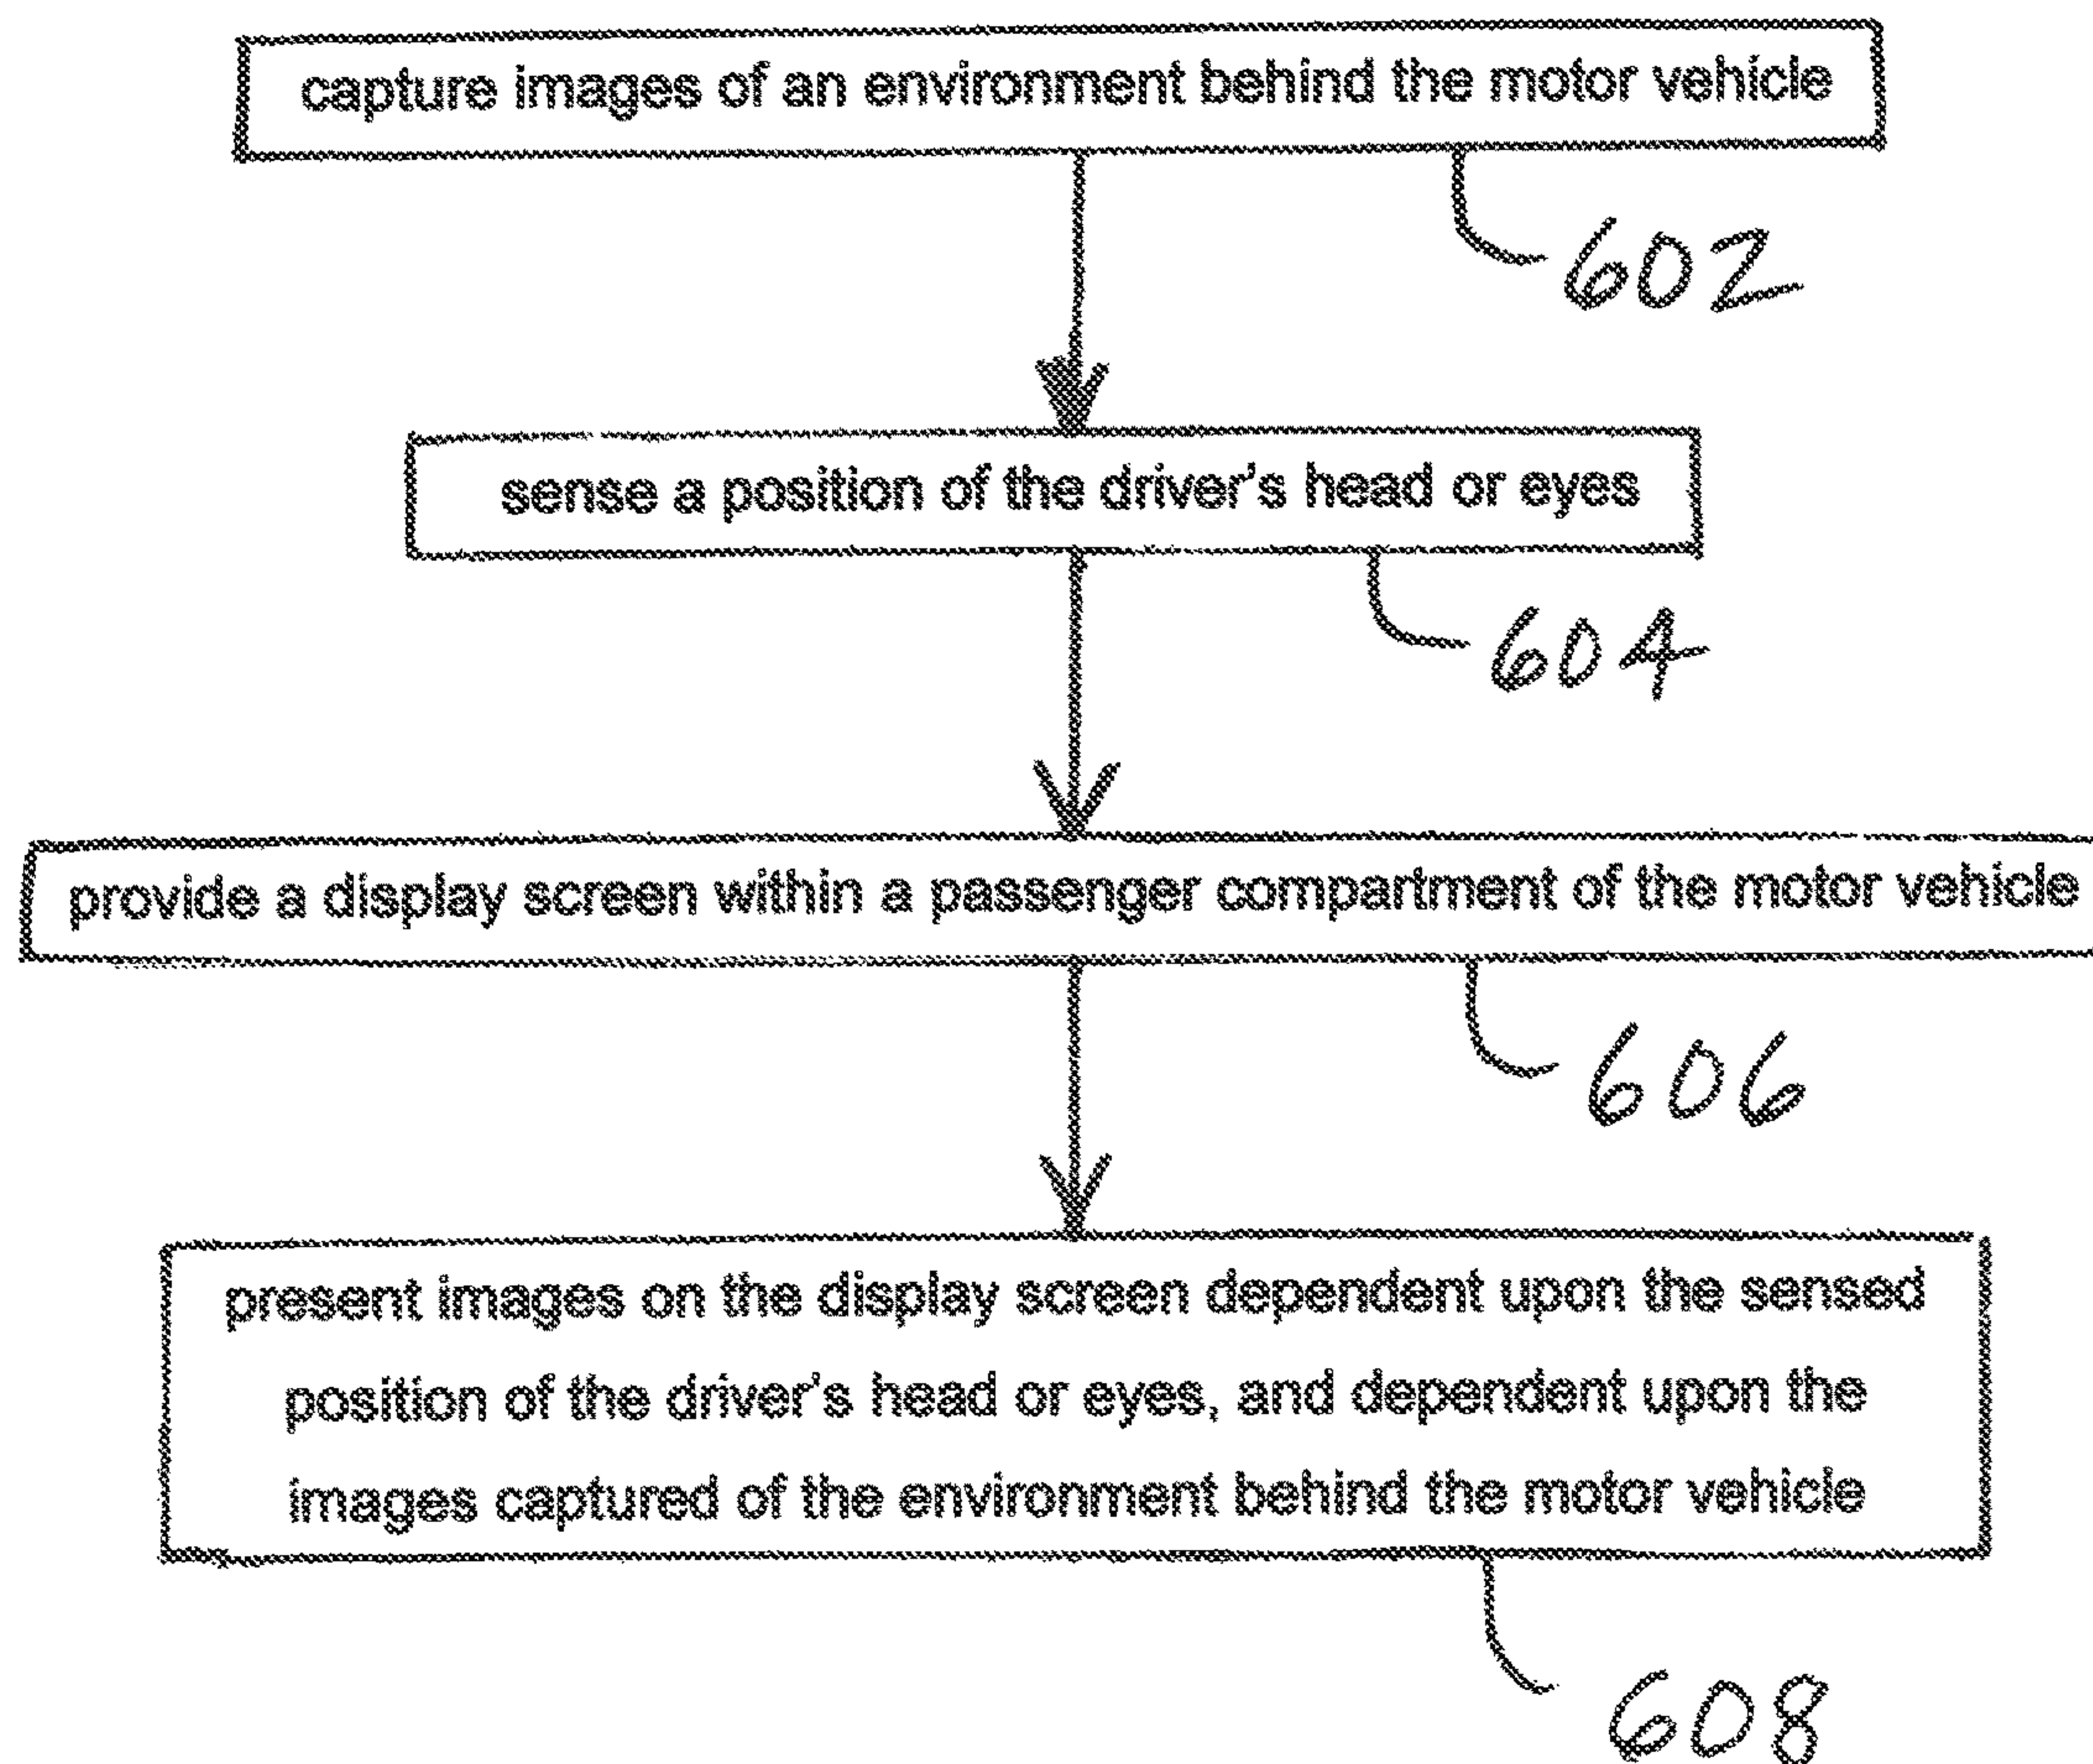 capture images of an environment behind the motor vehicle
602
sense a position of the driver's head or eyes
604
provide a display screen within a passenger compartment of the motor vehicle
606
present images on the display screen dependent upon the sensed
position of the driver's head or eyes, and dependent upon the
images captured of the environment behind the motor vehicle
608